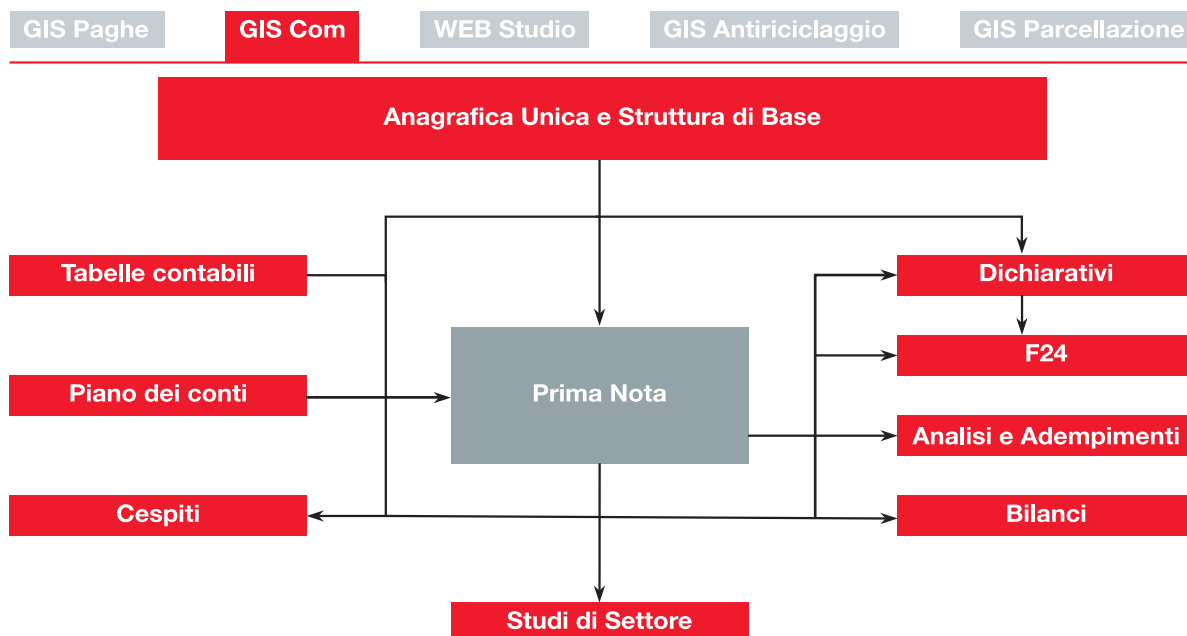 GIS Paghe
GIS Com
WEB Studio
GIS Antiriciclaggio
GIS Parcellazione
Anagrafica Unica e Struttura di Base
Tabelle contabili
Dichiarativi
F24
Piano dei conti
Prima Nota
Analisi e Adempimenti
Cespiti
Bilanci
Studi di Settore